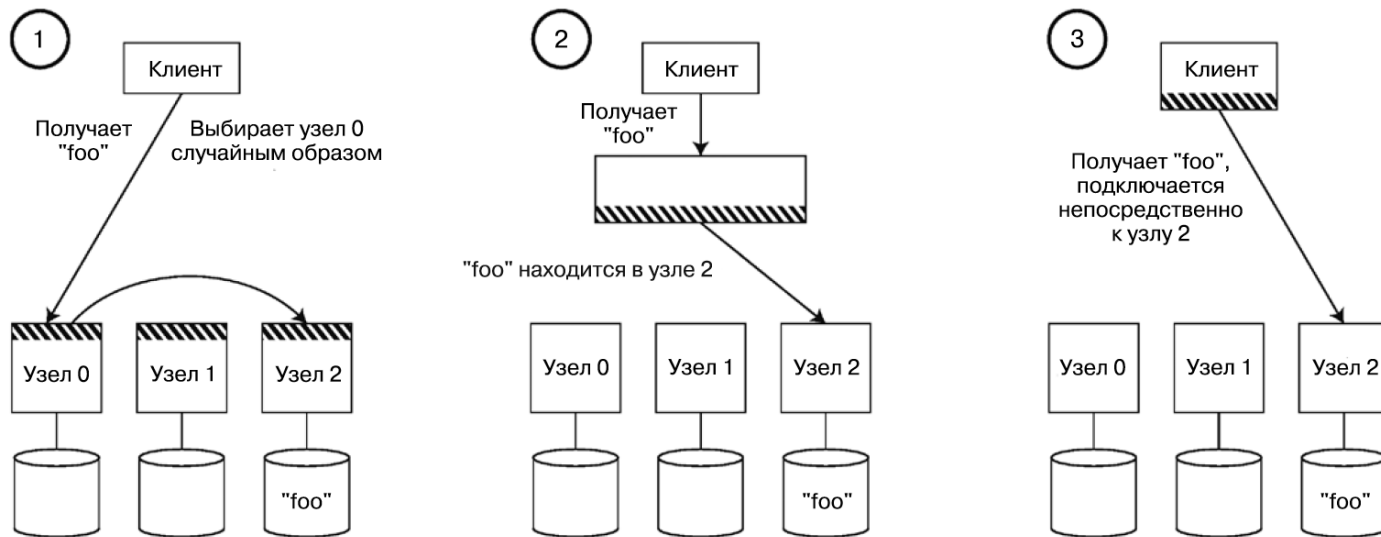 1
Клиент
Получает
"foo"
Выбирает узел 0
случайным образом
Узел 0
Узел 1
Узел 2
"foo"
2
Клиент
Получает
"foo"
"foo" находится в узле 2
Узел 0
Узел 1
Узел 2
"foo"
3
Клиент
Получает "foo",
подключается
непосредственно
к узлу 2
Узел 0
Узел 1
Узел 2
"foo"